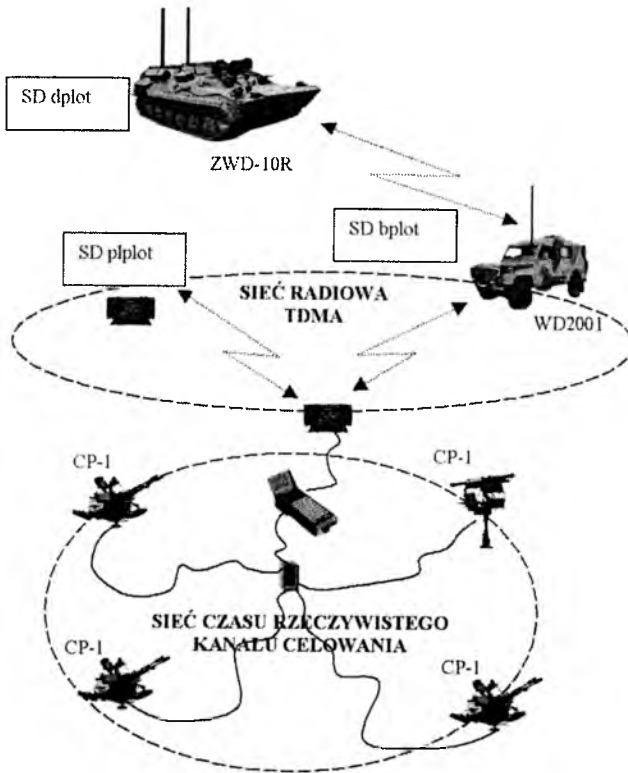 SD dplot
ZWD-10R
SD bplot
SD plplot
SIEĆ RADIOWA
TDMA
WD2001
CP-1
CP-1
SIEĆ CZASU RZECZYWISTEGO
KANAŁU CELOWANIA
CP-1
CP-1